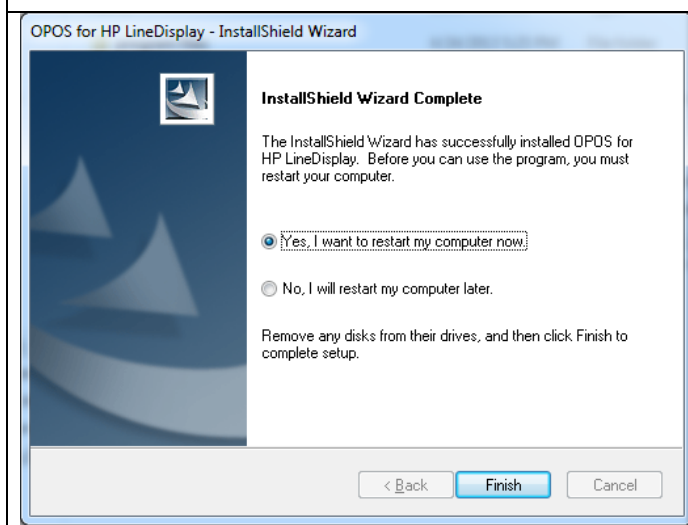 OPOS for HP LineDisplay - InstallShield Wizard
InstallShield Wizard Complete
The InstallShield Wizard has successfully installed OPOS for
HP LineDisplay. Before you can use the program, you must
restart your computer.
Yes, I want to restart my computer now.
No, I will restart my computer later.
Remove any disks from their drives, and then click Finish to
complete setup.
< Back
Finish
Cancel